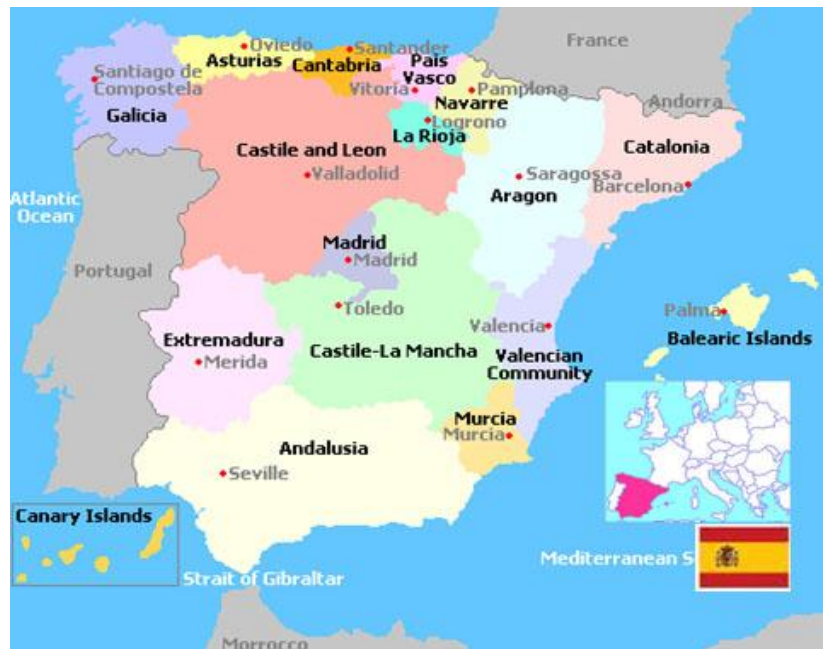 France
Oviedo
Santander
Asturias
Cantabria
Pais
Vasco
Santiago de
Compostela
Vitoria
Pamplona
Navarre
Andorra
Galicia
Logrono
La Rioja
Castile and Leon
Catalonia
Valladolid
Saragossa
Barcelona
Aragon
Atlantic
Ocean
Madrid
Madrid
Portugal
Toledo
Palma
Valencia
Extremadura
Balearic Islands
Castile-La Mancha
Valencian
Community
Merida
Murcia
Murcia
Andalusia
Seville
Canary Islands
Mediterranean S
Strait of Gibraltar
Morrocco